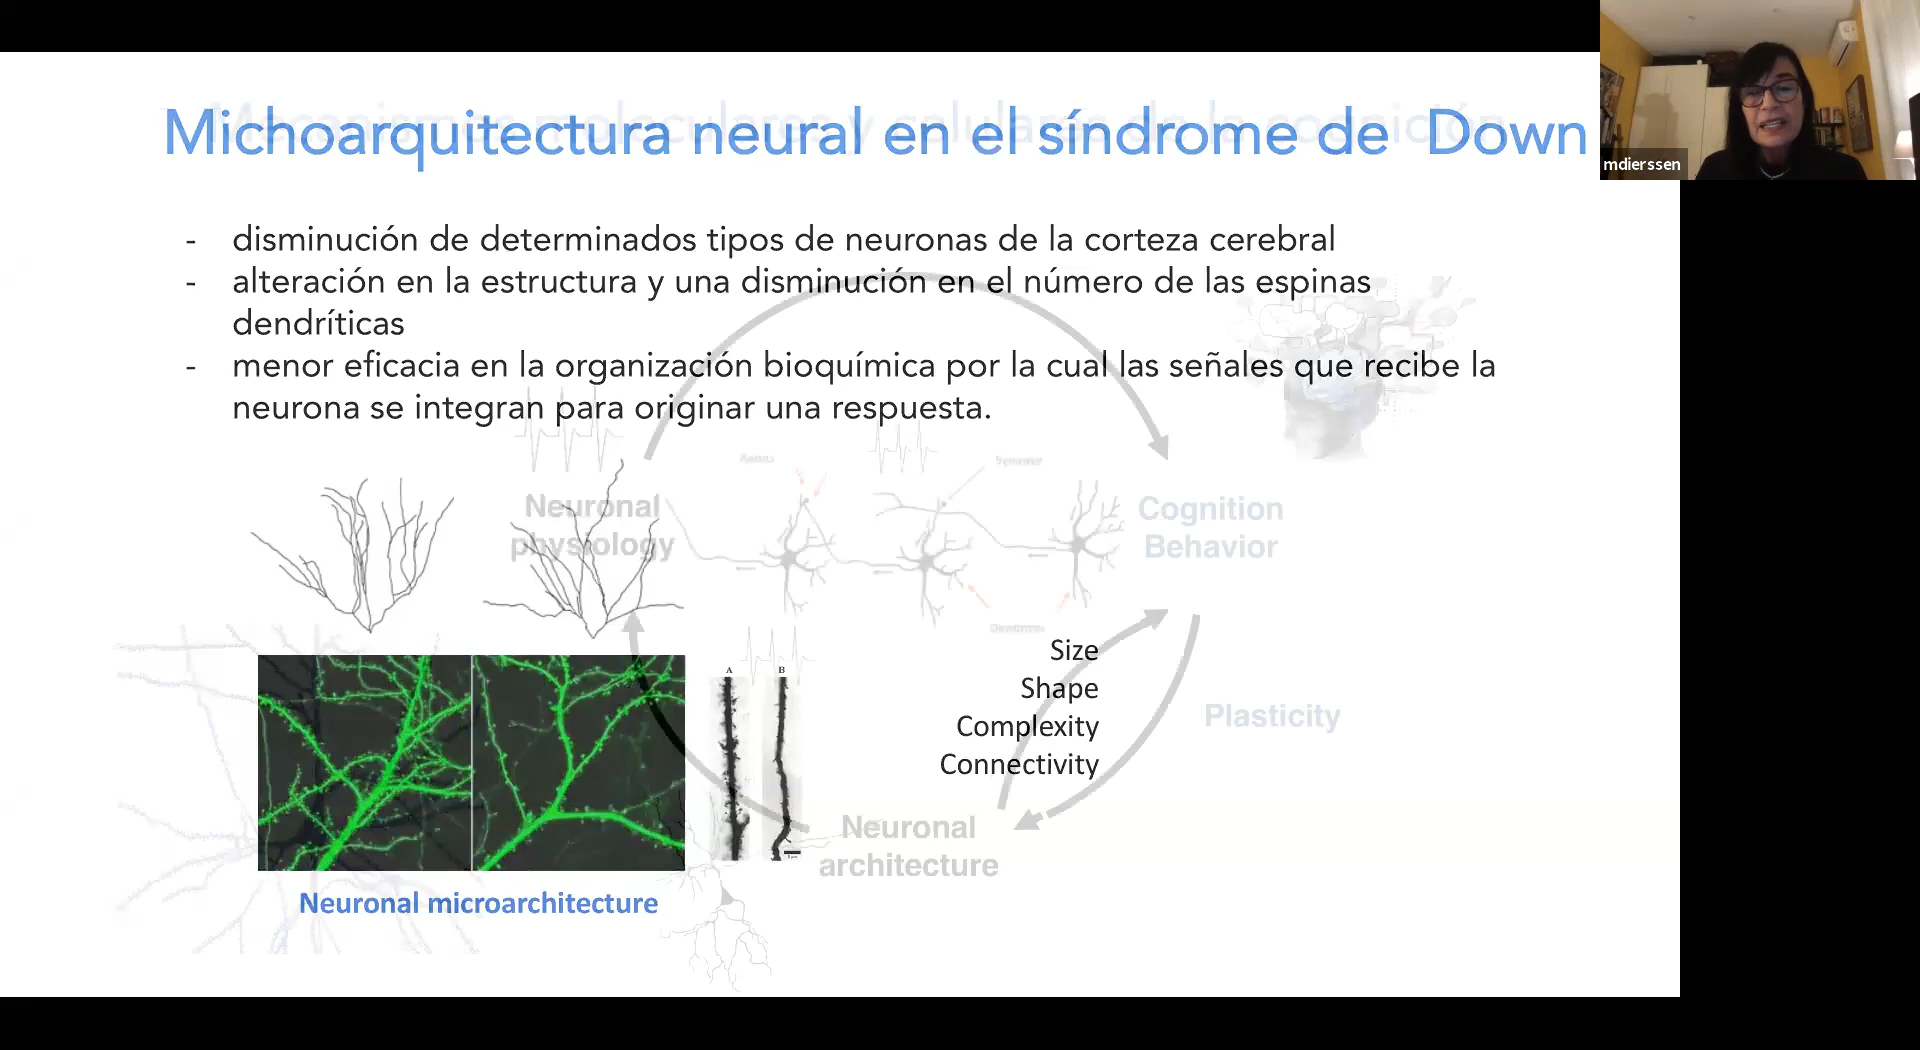 Michoarquitectura neural en el síndrome de Down
mdierssen
- disminución de determinados tipos de neuronas de la corteza cerebral
- alteración en la estructura y una disminución en el número de las espinas
dendríticas
- menor eficacia en la organización bioquímica por la cual las señales que recibe la
neurona se integran para originar una respuesta.
Neuronal
physiology
Cognition
Behavior
Size
Shape
Complexity
Connectivity
A
B
Plasticity
Neuronal
architecture
Neuronal microarchitecture